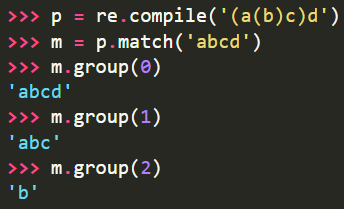 >>> p = re.compile('(a(b)c)d')
>>> m = p.match('abcd')
>>> m.group(0)
'abcd'
>>> m.group(1)
'abc'
>>> m.group(2)
'b'